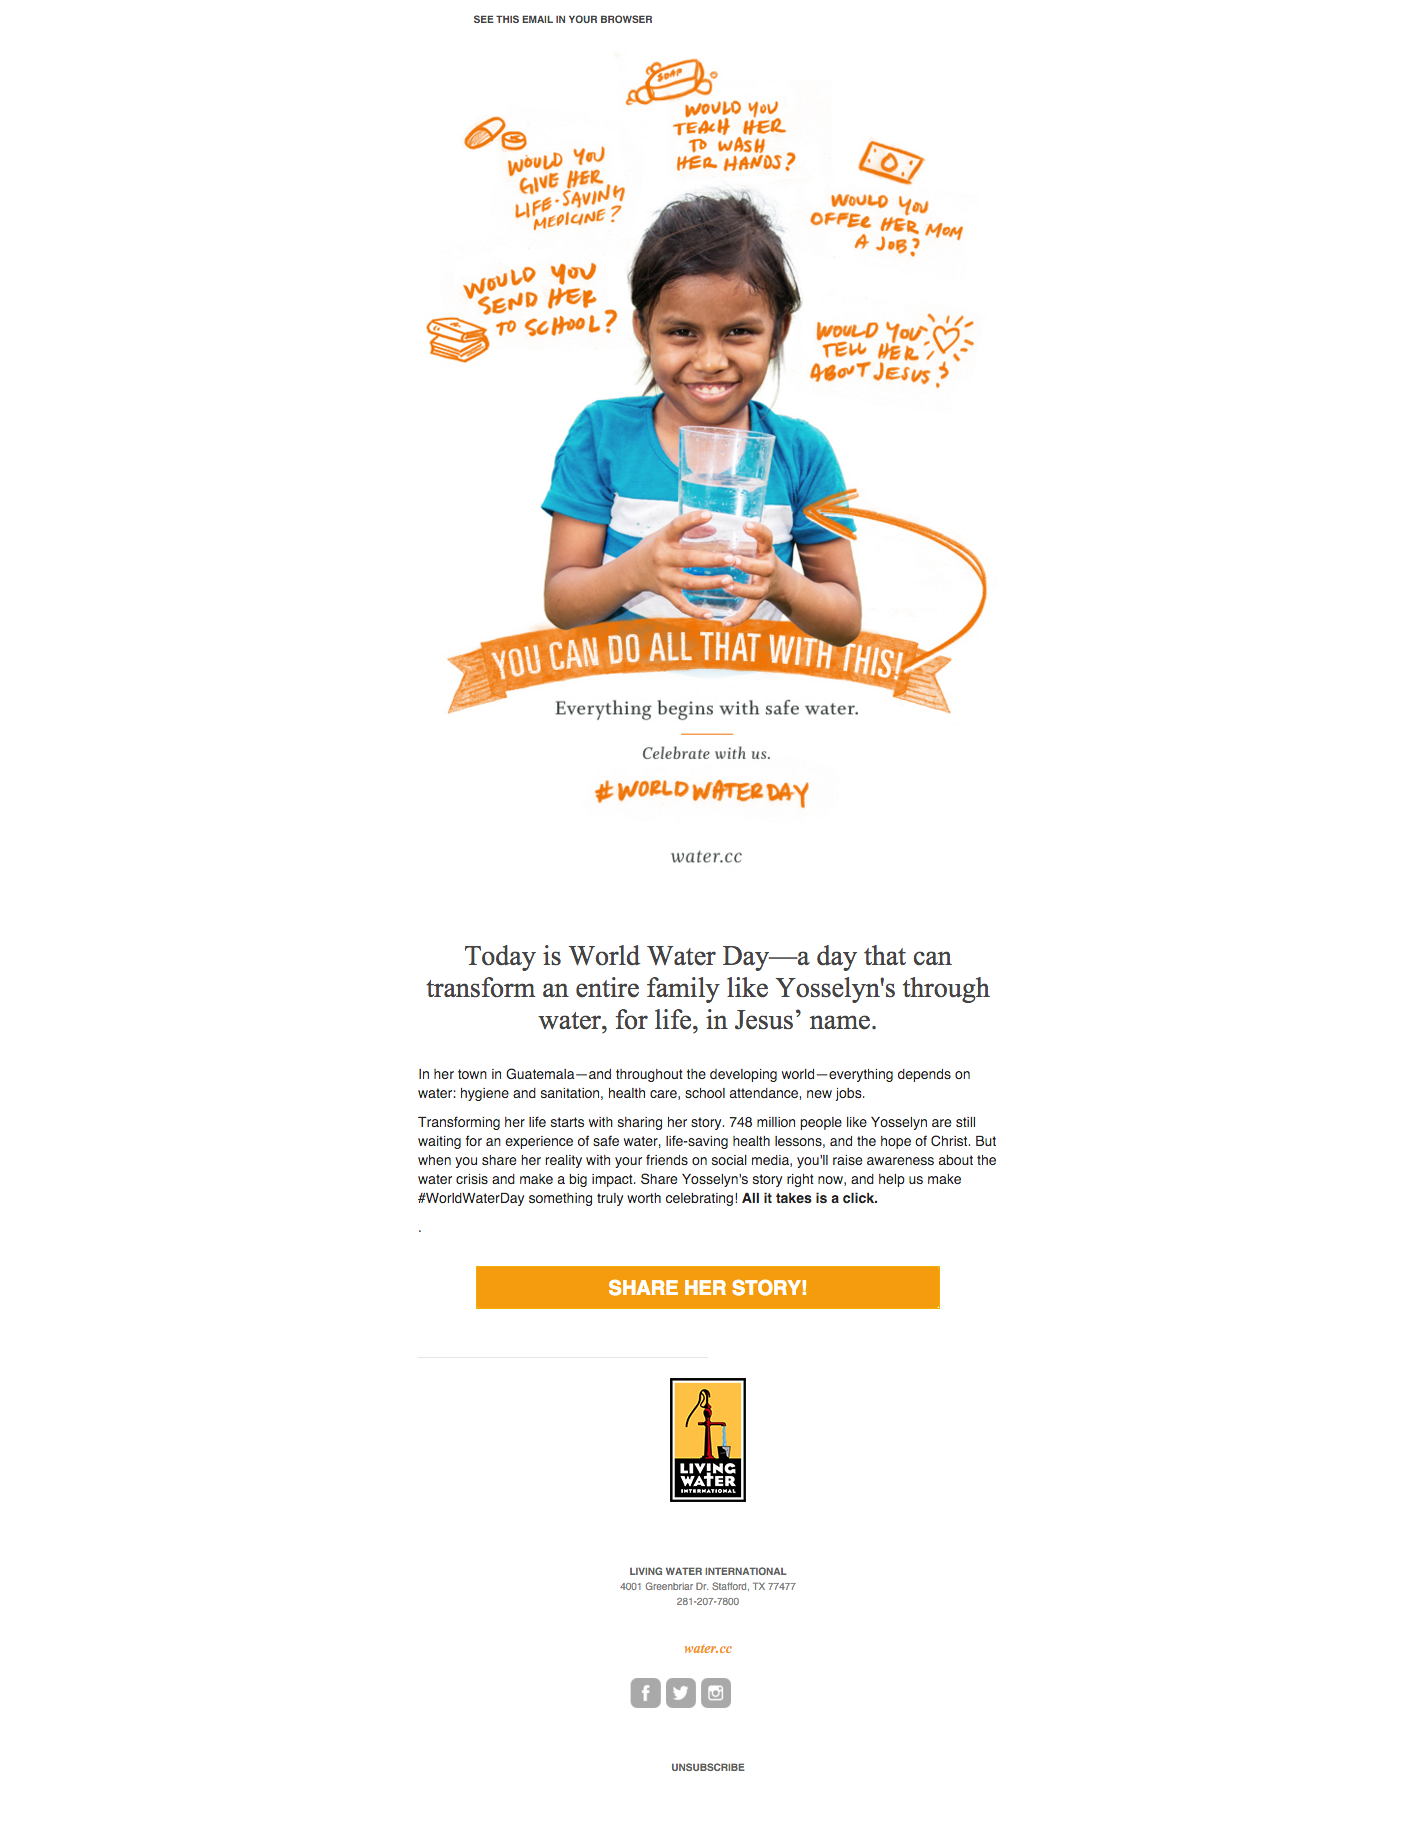 SEE THIS EMAIL IN YOUR BROWSER
SOAP
WOULD YOU
TEACH HER
TO WASH
HER HANDS?
WOULD YOU
GIVE HER
LIFE-SAVING
MEDICINE?
WOULD YOU
OFFER HER MOM
A JOB?
WOULD YOU
SEND HER
TO SCHOOL?
WOULD YOU
TELL HER
ABOUT JESUS?
YOU CAN DO ALL THAT WITH THIS!
Everything begins with safe water.
Celebrate with us.
#WORLDWATERDAY
water.cc
Today is World Water Day—a day that can
transform an entire family like Yosselyn's through
water, for life, in Jesus’ name.
In her town in Guatemala—and throughout the developing world—everything depends on
water: hygiene and sanitation, health care, school attendance, new jobs.
Transforming her life starts with sharing her story. 748 million people like Yosselyn are still
waiting for an experience of safe water, life-saving health lessons, and the hope of Christ. But
when you share her reality with your friends on social media, you'll raise awareness about the
water crisis and make a big impact. Share Yosselyn's story right now, and help us make
#WorldWaterDay something truly worth celebrating! All it takes is a click.
.
SHARE HER STORY!
LIVING
WATER
INTERNATIONAL
LIVING WATER INTERNATIONAL
4001 Greenbriar Dr. Stafford, TX 77477
281-207-7800
water.cc
UNSUBSCRIBE